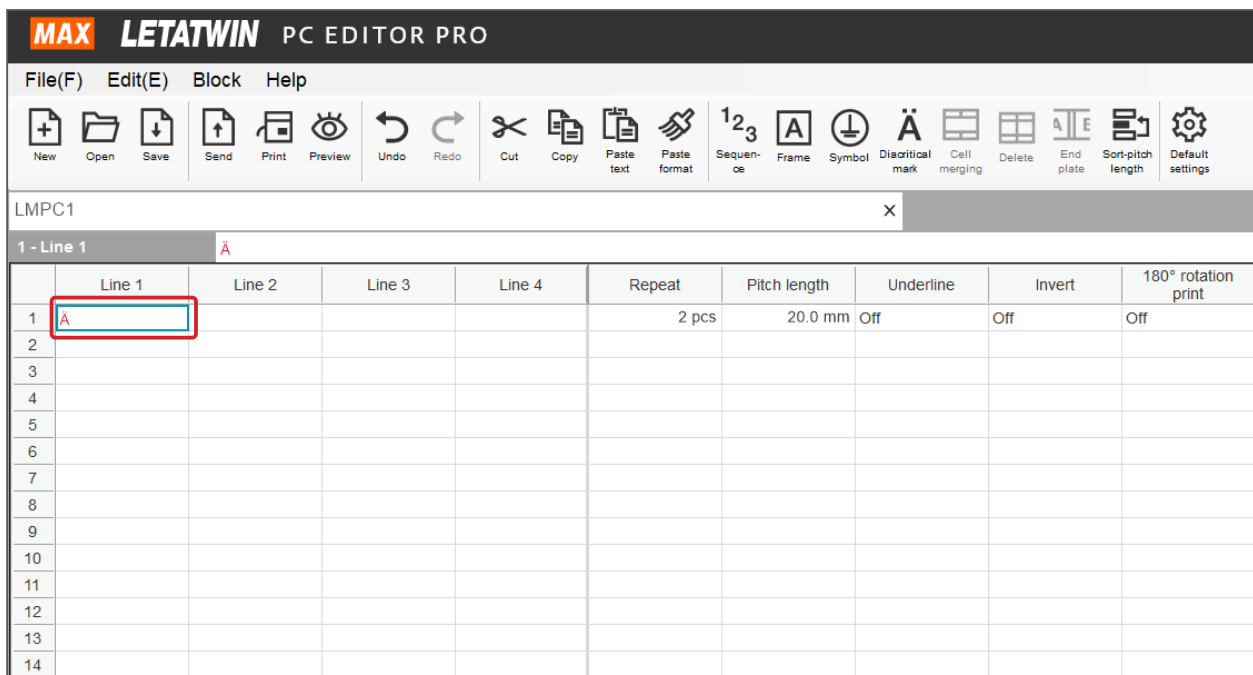 MAX LETATWIN PC EDITOR PRO
File(F) Edit(E) Block Help
1 2 3 A Ä A E
New Open Save Send Print Preview Undo Redo Cut Copy Paste text Paste format Sequen-ce Frame Symbol Diacritical mark Cell merging Delete End plate Sort-pitch length Default settings
LMPC1 ×
1 - Line 1 Ä
Line 1 Line 2 Line 3 Line 4 Repeat Pitch length Underline Invert 180° rotation print
1 Ä 2 pcs 20.0 mm Off Off Off
2
3
4
5
6
7
8
9
10
11
12
13
14